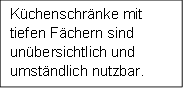 Küchenschränke mit
tiefen Fächern sind
unübersichtlich und
umständlich nutzbar.